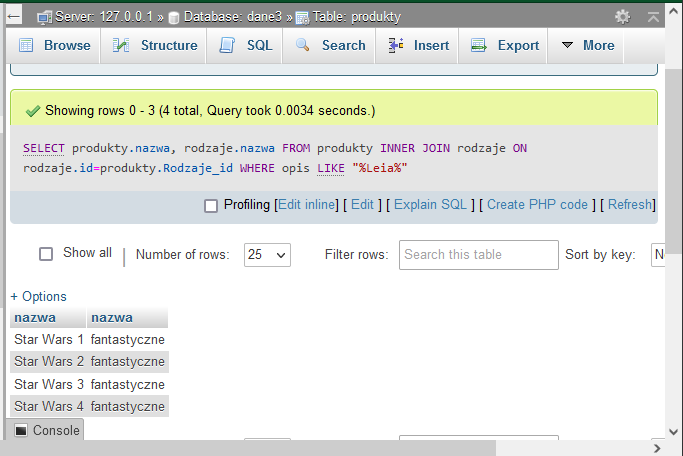 Server: 127.0.0.1 » Database: dane3 » Table: produkty
Browse Structure SQL Search Insert Export More
Showing rows 0 - 3 (4 total, Query took 0.0034 seconds.)
SELECT produkty.nazwa, rodzaje.nazwa FROM produkty INNER JOIN rodzaje ON
rodzaje.id=produkty.Rodzaje_id WHERE opis LIKE "%Leia%"
Profiling [Edit inline] [ Edit ] [ Explain SQL ] [ Create PHP code ] [ Refresh]
Show all | Number of rows: 25 Filter rows: Search this table Sort by key: N
+ Options
nazwa nazwa
Star Wars 1 fantastyczne
Star Wars 2 fantastyczne
Star Wars 3 fantastyczne
Star Wars 4 fantastyczne
Console